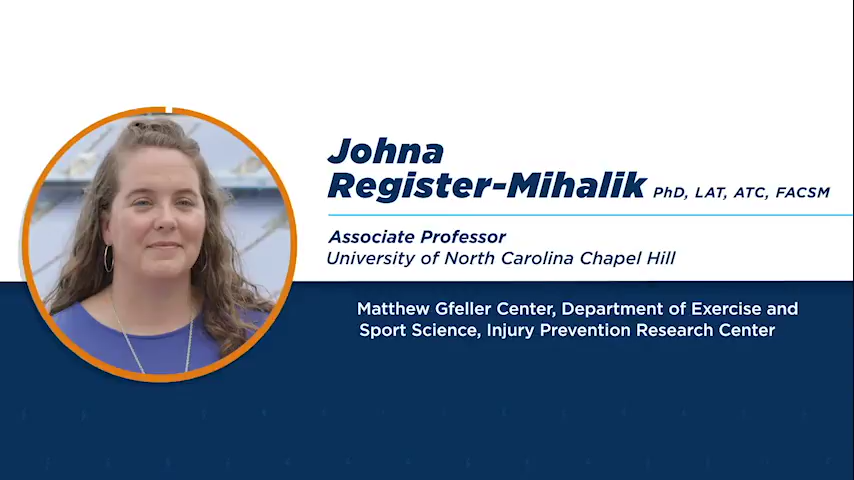 Johna
Register-Mihalik PhD, LAT, ATC, FACSM
Associate Professor
University of North Carolina Chapel Hill
Matthew Gfeller Center, Department of Exercise and
Sport Science, Injury Prevention Research Center